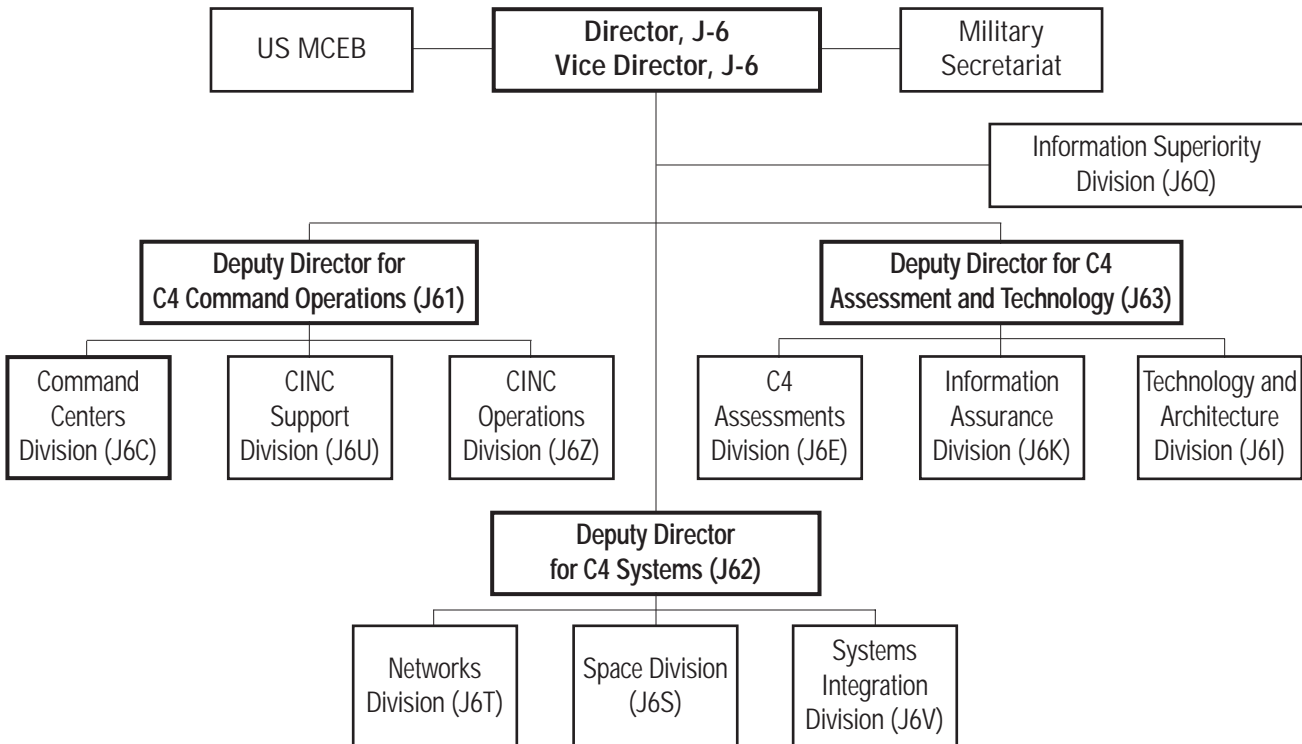 US MCEB
Director, J-6
Vice Director, J-6
Military
Secretariat
Information Superiority
Division (J6Q)
Deputy Director for
C4 Command Operations (J61)
Deputy Director for C4
Assessment and Technology (J63)
Command
Centers
Division (J6C)
CINC
Support
Division (J6U)
CINC
Operations
Division (J6Z)
C4
Assessments
Division (J6E)
Information
Assurance
Division (J6K)
Technology and
Architecture
Division (J6I)
Deputy Director
for C4 Systems (J62)
Networks
Division (J6T)
Space Division
(J6S)
Systems
Integration
Division (J6V)